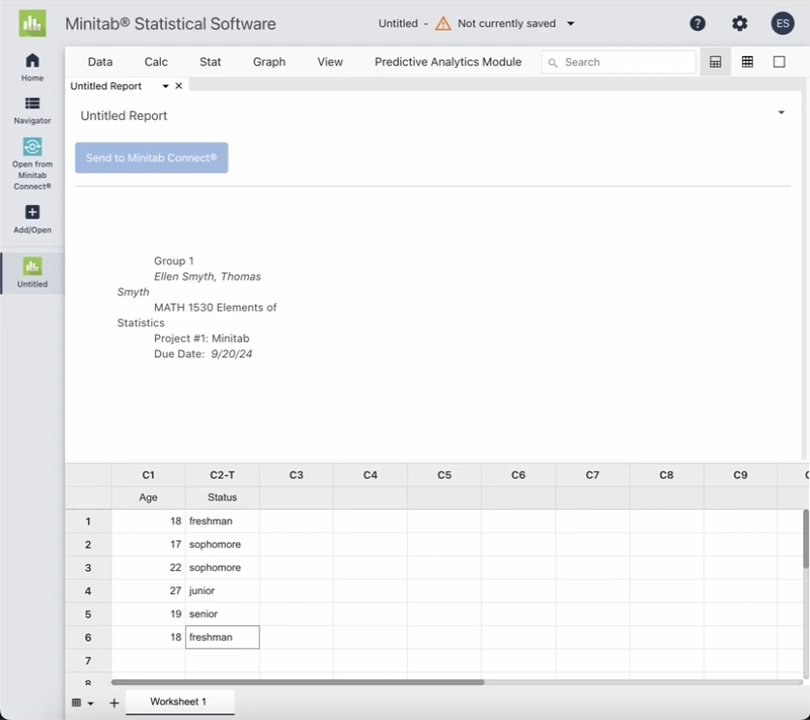 Minitab® Statistical Software
Untitled - Not currently saved
?
ES
Home
Navigator
Open from
Minitab
Connect®
Add/Open
Untitled
Data Calc Stat Graph View Predictive Analytics Module Search
Untitled Report
Untitled Report
Send to Minitab Connect®
Group 1
Ellen Smyth, Thomas
Smyth
MATH 1530 Elements of
Statistics
Project #1: Minitab
Due Date: 9/20/24
C1 C2-T C3 C4 C5 C6 C7 C8 C9
Age Status
1 18 freshman
2 17 sophomore
3 22 sophomore
4 27 junior
5 19 senior
6 18 freshman
7
8
Worksheet 1